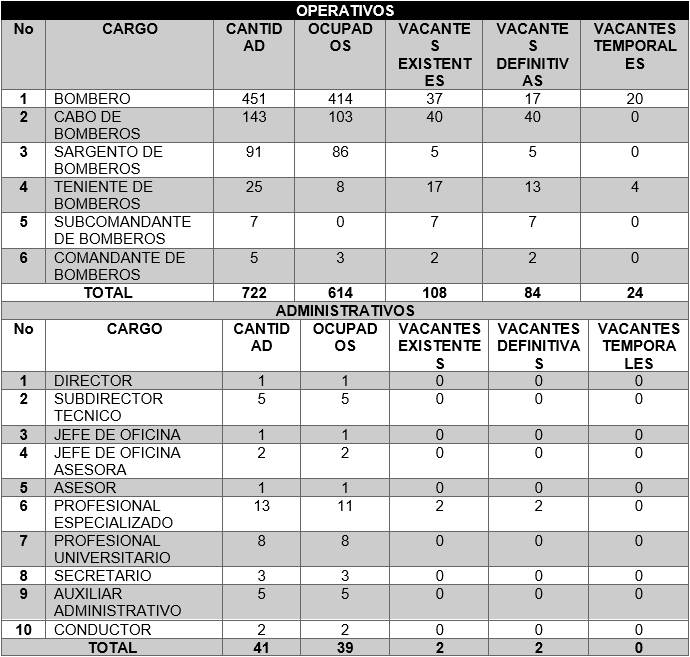 OPERATIVOS
No CARGO CANTID OCUPAD VACANTE VACANTE VACANTES
AD OS S S TEMPORAL
EXISTENT DEFINITIV ES
ES AS
1 BOMBERO 451 414 37 17 20
2 CABO DE 143 103 40 40 0
BOMBEROS
3 SARGENTO DE 91 86 5 5 0
BOMBEROS
4 TENIENTE DE 25 8 17 13 4
BOMBEROS
5 SUBCOMANDANTE 7 0 7 7 0
DE BOMBEROS
6 COMANDANTE DE 5 3 2 2 0
BOMBEROS
TOTAL 722 614 108 84 24
ADMINISTRATIVOS
No CARGO CANTID OCUPAD VACANTES VACANTES VACANTES
AD OS EXISTENTE DEFINITIVA TEMPORA
S S LES
1 DIRECTOR 1 1 0 0 0
2 SUBDIRECTOR 5 5 0 0 0
TECNICO
3 JEFE DE OFICINA 1 1 0 0 0
4 JEFE DE OFICINA 2 2 0 0 0
ASESORA
5 ASESOR 1 1 0 0 0
6 PROFESIONAL 13 11 2 2 0
ESPECIALIZADO
7 PROFESIONAL 8 8 0 0 0
UNIVERSITARIO
8 SECRETARIO 3 3 0 0 0
9 AUXILIAR 5 5 0 0 0
ADMINISTRATIVO
10 CONDUCTOR 2 2 0 0 0
TOTAL 41 39 2 2 0